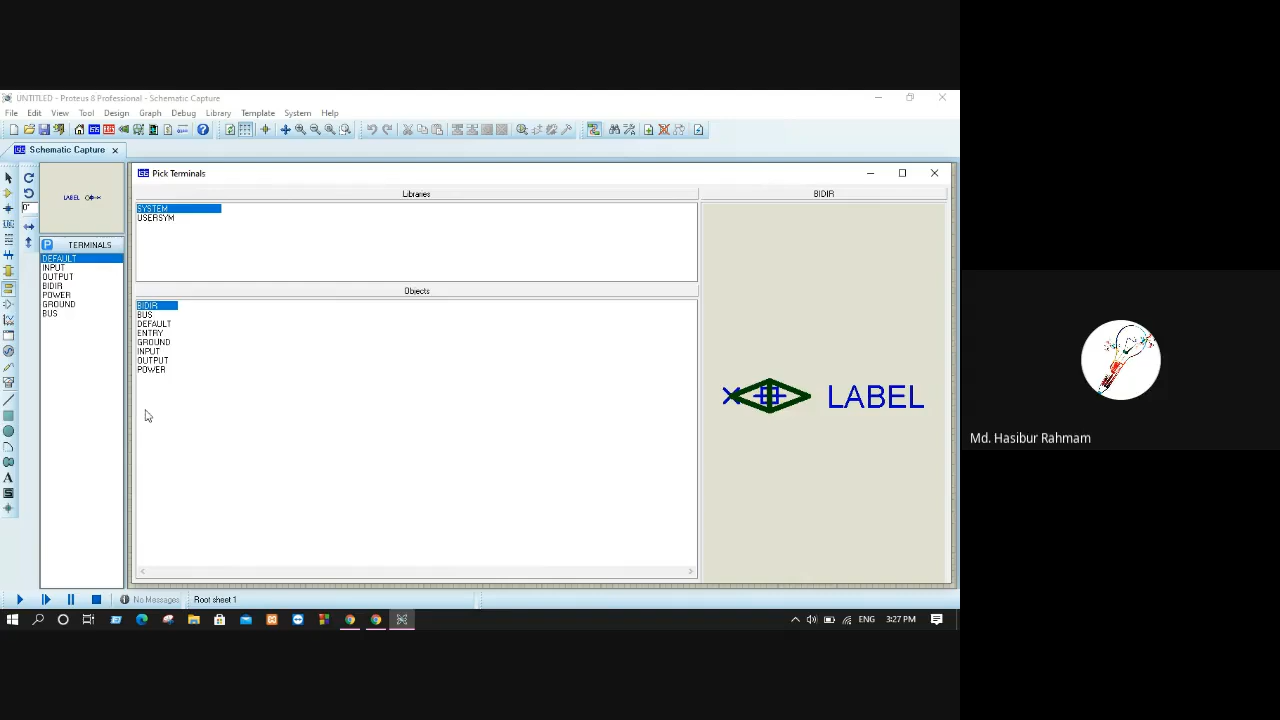 UNTITLED - Proteus 8 Professional - Schematic Capture
File Edit View Tool Design Graph Debug Library Template System Help
Schematic Capture
Pick Terminals
Libraries
BIDIR
SYSTEM
USERSYM
LABEL
0°
P TERMINALS
DEFAULT
INPUT
OUTPUT
BIDIR
POWER
GROUND
BUS
Objects
BIDIR
BUS
DEFAULT
ENTRY
GROUND
INPUT
OUTPUT
POWER
LABEL
A
S
No Messages
Root sheet 1
ENG
3:27 PM
Md. Hasibur Rahmam